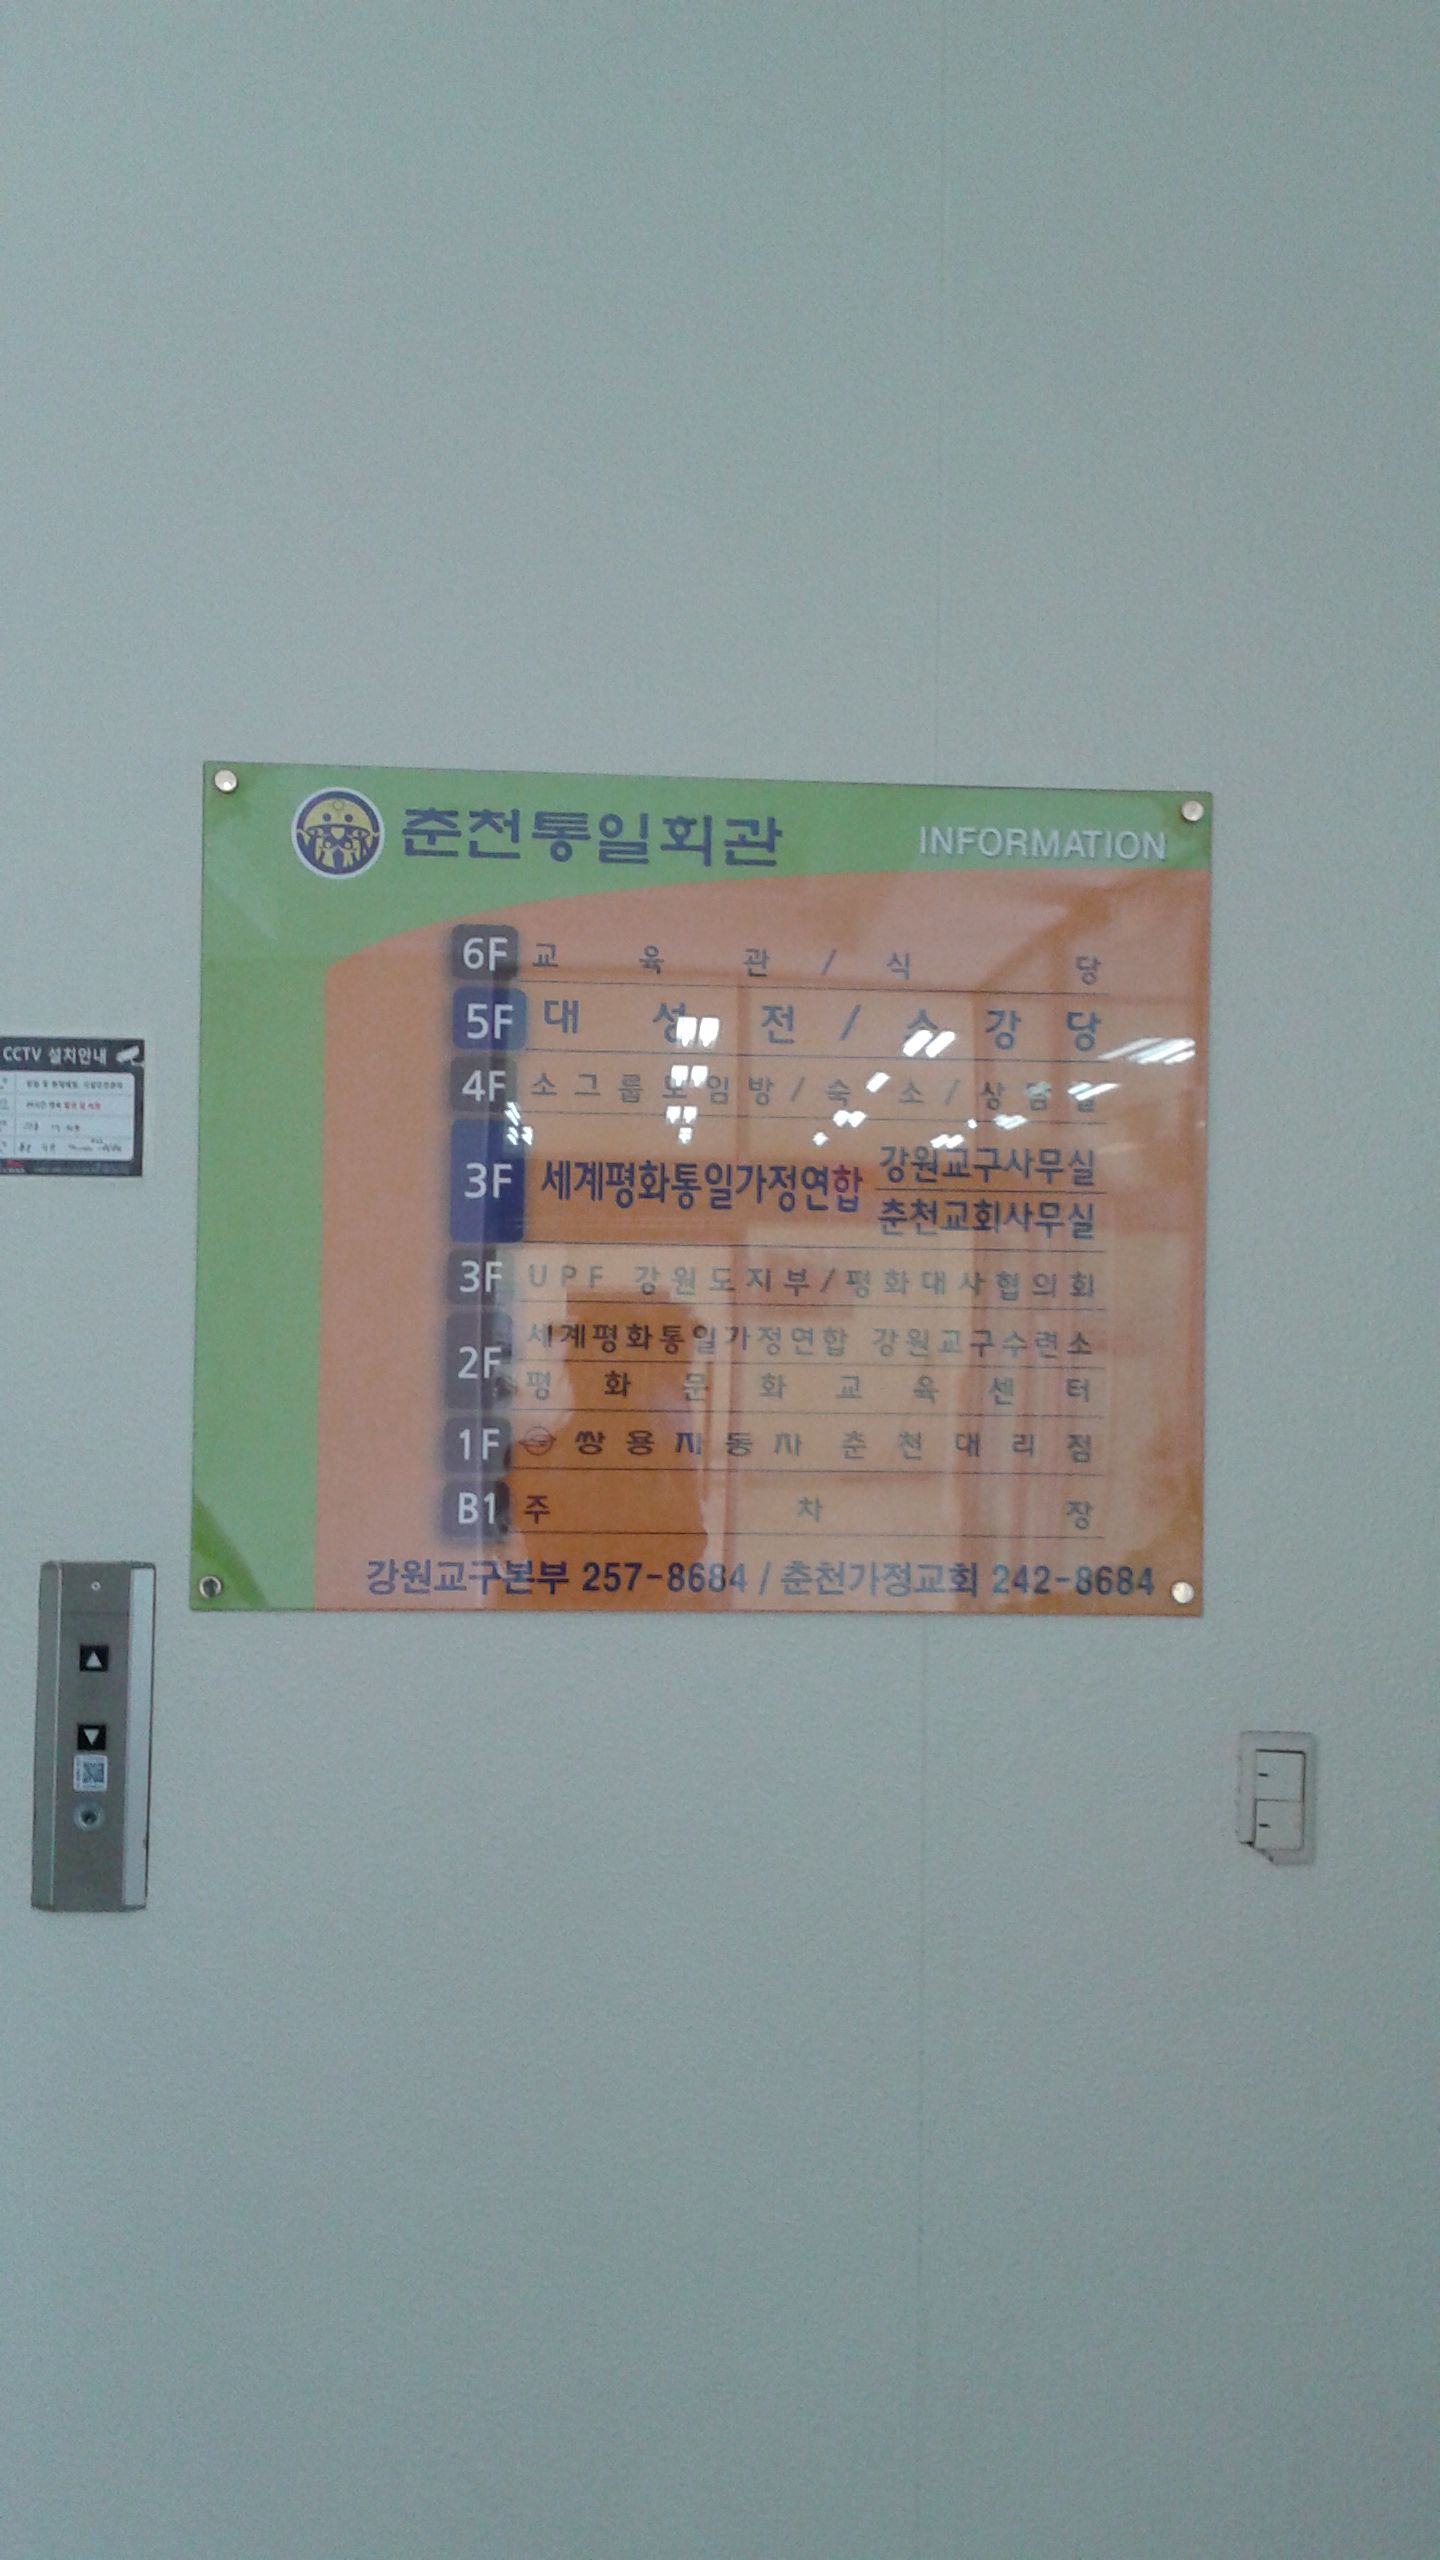 춘천통일회관 INFORMATION
6F 교육관/식당
5F 대성전/소강당
4F 소그룹모임방/숙소/상담실
3F 세계평화통일가정연합 강원교구사무실
춘천교회사무실
3F UPF 강원도지부/평화대사협의회
2F 세계평화통일가정연합 강원교구수련소
평화문화교육센터
1F 쌍용자동차 춘천대리점
B1 주차장
강원교구본부 257-8684 / 춘천가정교회 242-8684
CCTV 설치안내